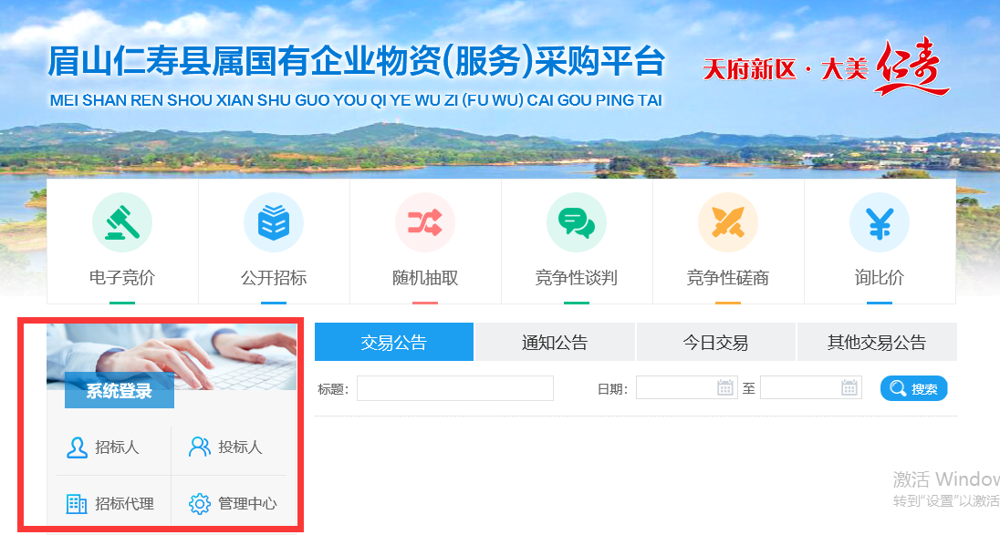 眉山仁寿县属国有企业物资(服务)采购平台
MEI SHAN REN SHOU XIAN SHU GUO YOU QI YE WU ZI (FU WU) CAI GOU PING TAI
天府新区·大美仁寿
电子竞价
公开招标
随机抽取
竞争性谈判
竞争性磋商
询比价
系统登录
招标人
投标人
招标代理
管理中心
交易公告
通知公告
今日交易
其他交易公告
标题：
日期：
至
搜索
激活 Window
转到"设置"以激活